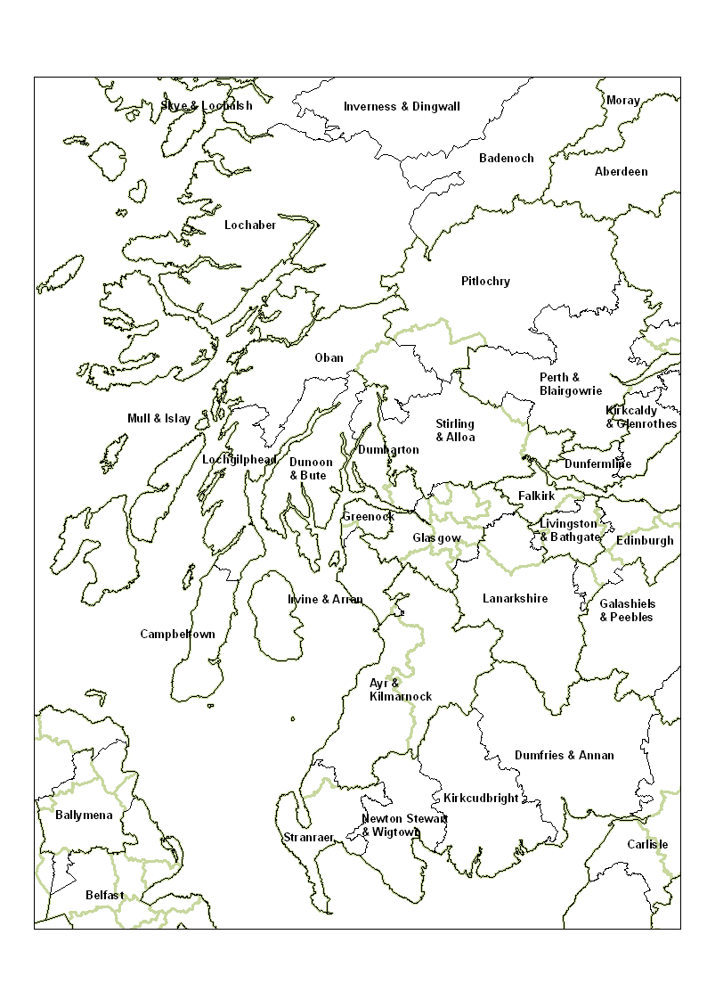 Skye & Lochalsh
Inverness & Dingwall
Moray
Badenoch
Aberdeen
Lochaber
Pitlochry
Oban
Perth &
Blairgowrie
Mull & Islay
Stirling
& Alloa
Kirkcaldy
& Glenrothes
Lochgilphead
Dunoon
& Bute
Dumbarton
Dunfermline
Falkirk
Greenock
Glasgow
Livingston
& Bathgate
Edinburgh
Irvine & Arran
Lanarkshire
Galashiels
& Peebles
Campbeltown
Ayr &
Kilmarnock
Dumfries & Annan
Kirkcudbright
Ballymena
Newton Stewart
& Wigtown
Stranraer
Carlisle
Belfast